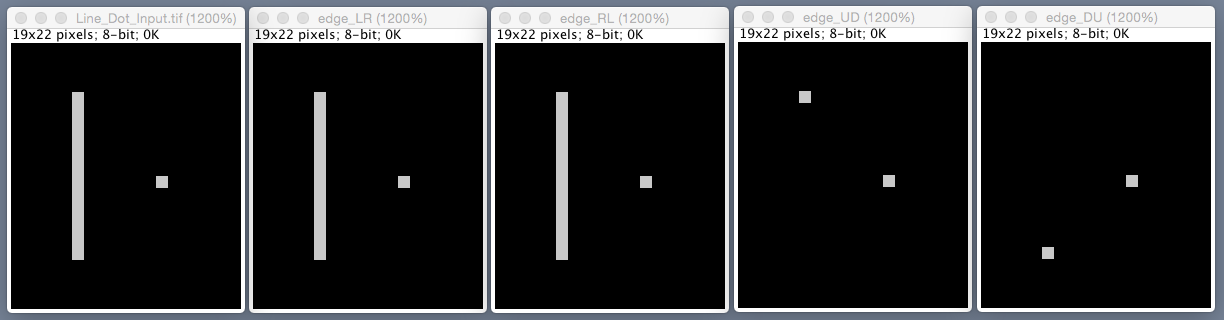 Line_Dot_Input.tif (1200%)
19x22 pixels; 8-bit; 0K
edge_LR (1200%)
19x22 pixels; 8-bit; 0K
edge_RL (1200%)
19x22 pixels; 8-bit; 0K
edge_UD (1200%)
19x22 pixels; 8-bit; 0K
edge_DU (1200%)
19x22 pixels; 8-bit; 0K